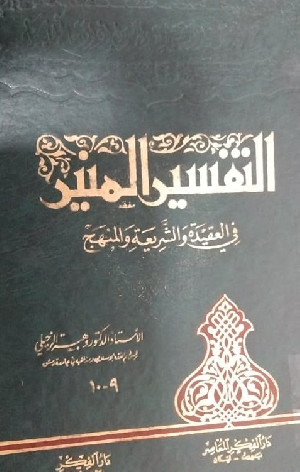 التفسير المنير
في العقيدة والشريعة والمنهج
الأستاذ الدكتور وهبة الزحيلي
٩-١٠
دار الفكر المعاصر
دار الفكر